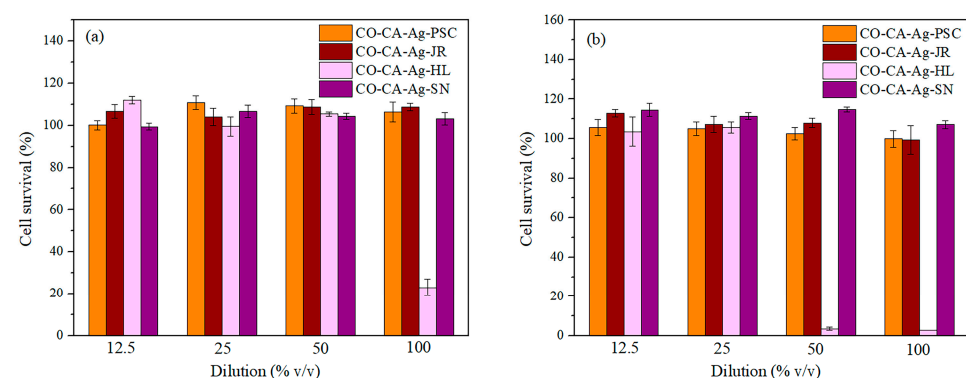 (a)
CO-CA-Ag-PSC
CO-CA-Ag-JR
CO-CA-Ag-HL
CO-CA-Ag-SN
140
120
100
80
60
40
20
0
Cell survival (%)
12.5 25 50 100
Dilution (% v/v)
(b)
CO-CA-Ag-PSC
CO-CA-Ag-JR
CO-CA-Ag-HL
CO-CA-Ag-SN
160
140
120
100
80
60
40
20
0
Cell survival (%)
12.5 25 50 100
Dilution (% v/v)